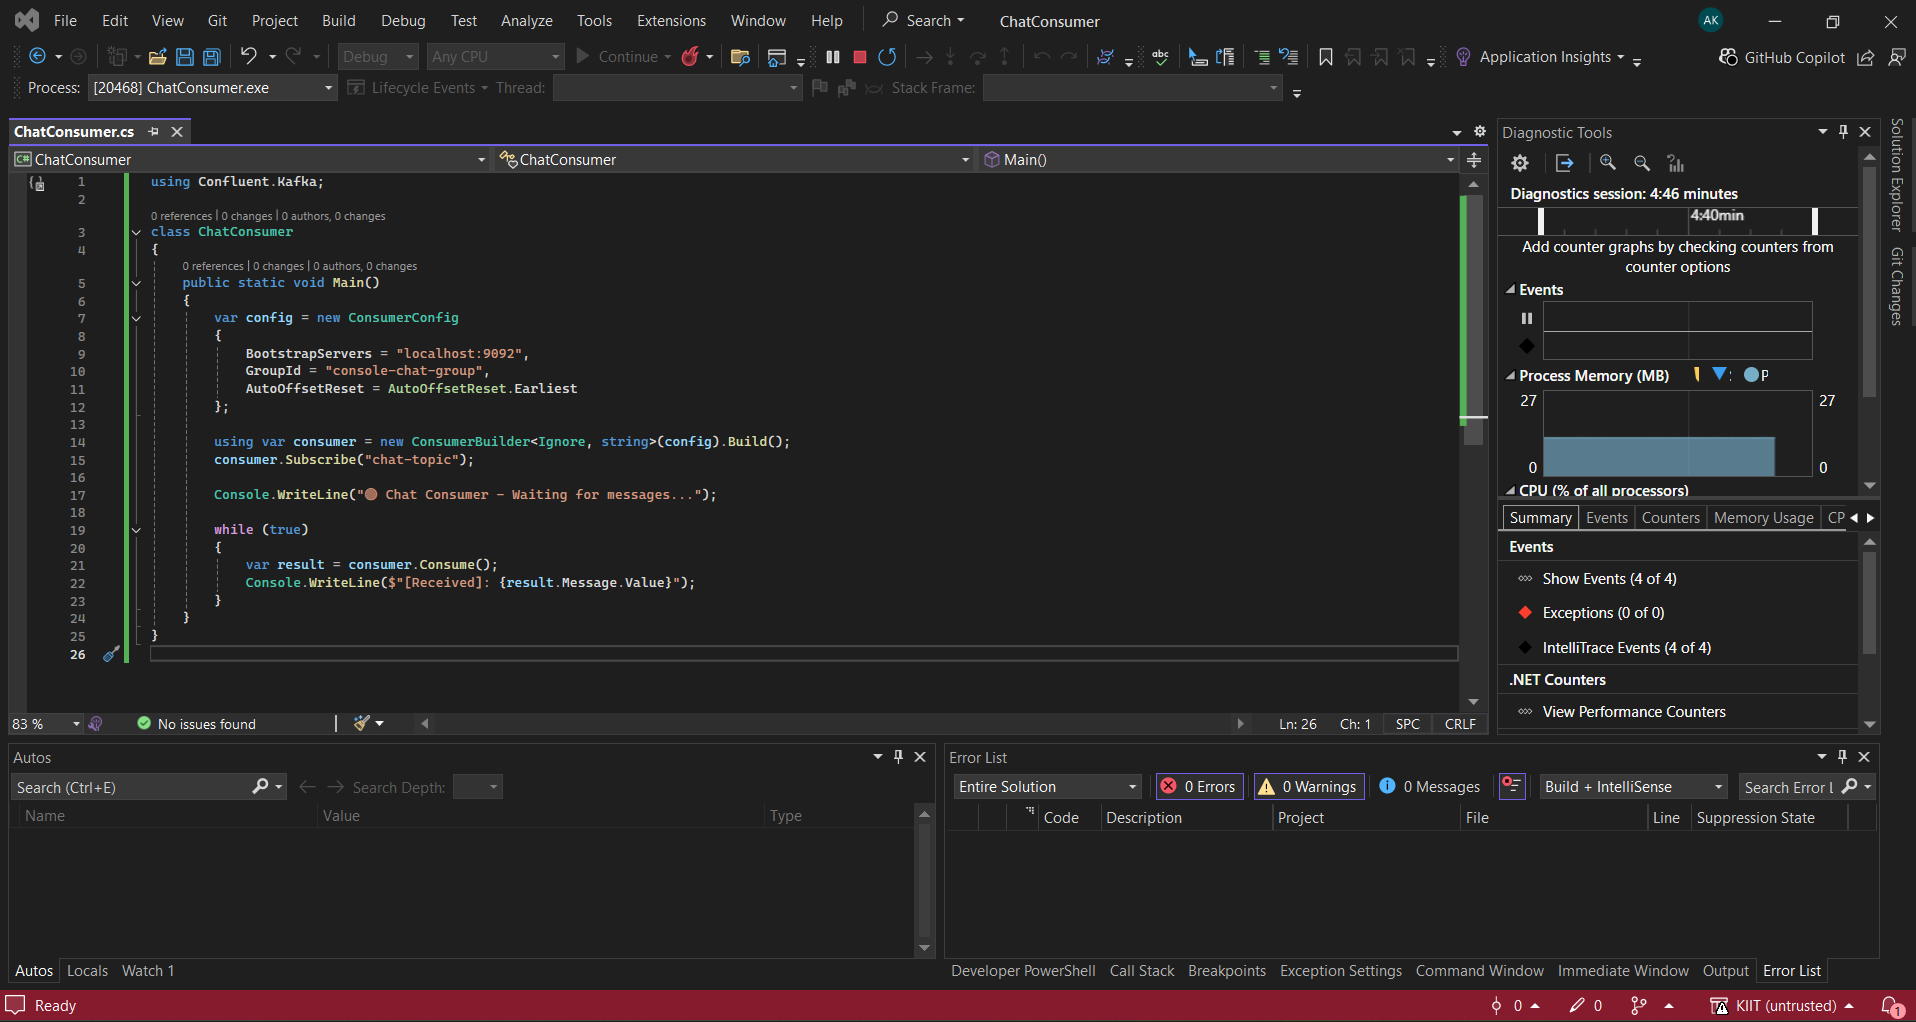 File Edit View Git Project Build Debug Test Analyze Tools Extensions Window Help Search ChatConsumer AK
Debug Any CPU Continue abc Application Insights GitHub Copilot
Process: [20468] ChatConsumer.exe Lifecycle Events Thread: Stack Frame:
ChatConsumer.cs
C# ChatConsumer ChatConsumer Main()
1 using Confluent.Kafka;
2
0 references | 0 changes | 0 authors, 0 changes
3 class ChatConsumer
4 {
0 references | 0 changes | 0 authors, 0 changes
5 public static void Main()
6 {
7 var config = new ConsumerConfig
8 {
9 BootstrapServers = "localhost:9092",
10 GroupId = "console-chat-group",
11 AutoOffsetReset = AutoOffsetReset.Earliest
12 };
13
14 using var consumer = new ConsumerBuilder<Ignore, string>(config).Build();
15 consumer.Subscribe("chat-topic");
16
17 Console.WriteLine("🟤 Chat Consumer - Waiting for messages...");
18
19 while (true)
20 {
21 var result = consumer.Consume();
22 Console.WriteLine($"[Received]: {result.Message.Value}");
23 }
24 }
25 }
26
83 % No issues found Ln: 26 Ch: 1 SPC CRLF
Diagnostic Tools
Diagnostics session: 4:46 minutes
4:40min
Add counter graphs by checking counters from
counter options
Events
Process Memory (MB) P
27 27
0 0
CPU (% of all processors)
Summary Events Counters Memory Usage CP
Events
Show Events (4 of 4)
Exceptions (0 of 0)
IntelliTrace Events (4 of 4)
.NET Counters
View Performance Counters
Solution Explorer
Git Changes
Autos
Search (Ctrl+E) Search Depth:
Name Value Type
Autos Locals Watch 1
Error List
Entire Solution 0 Errors 0 Warnings 0 Messages Build + IntelliSense Search Error L
Code Description Project File Line Suppression State
Developer PowerShell Call Stack Breakpoints Exception Settings Command Window Immediate Window Output Error List
Ready 0 0 KIIT (untrusted) 1